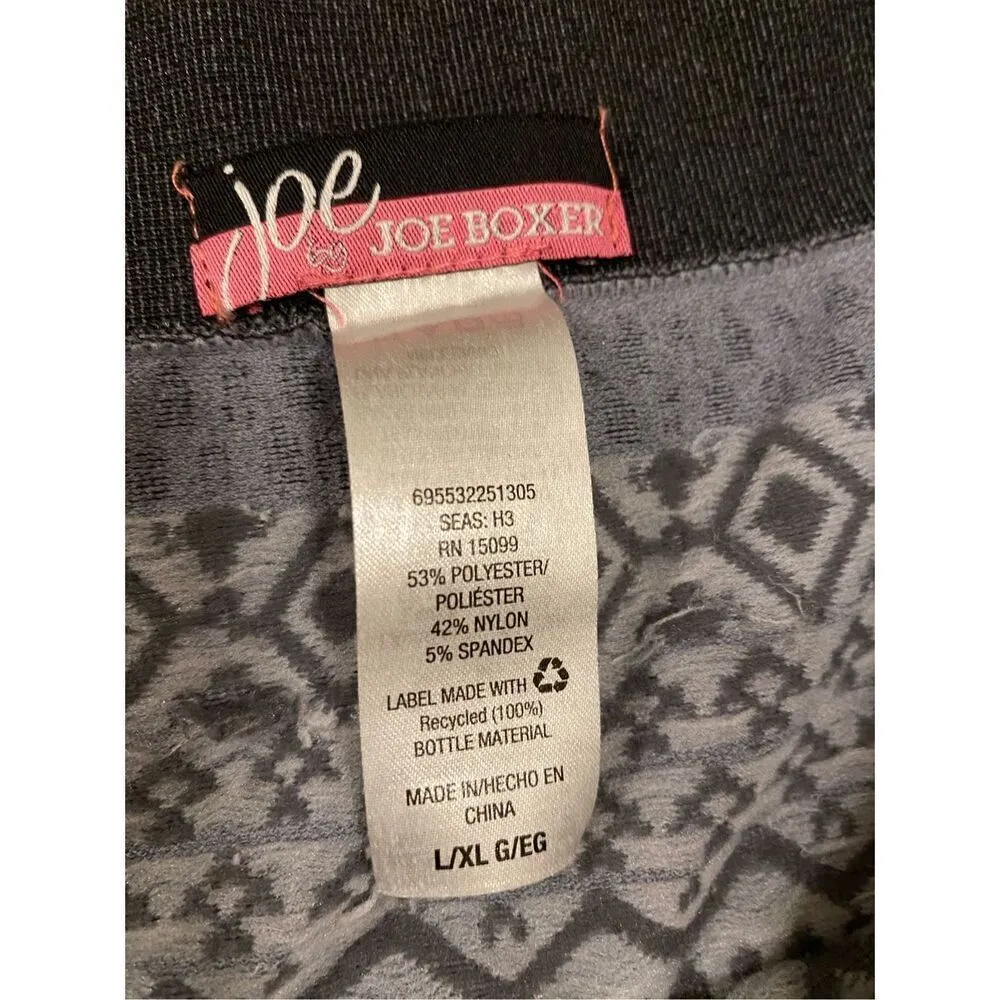 joe
JOE BOXER
695532251305
SEAS: H3
RN 15099
53% POLYESTER/
POLIÉSTER
42% NYLON
5% SPANDEX
LABEL MADE WITH
Recycled (100%)
BOTTLE MATERIAL
MADE IN/HECHO EN
CHINA
L/XL G/EG